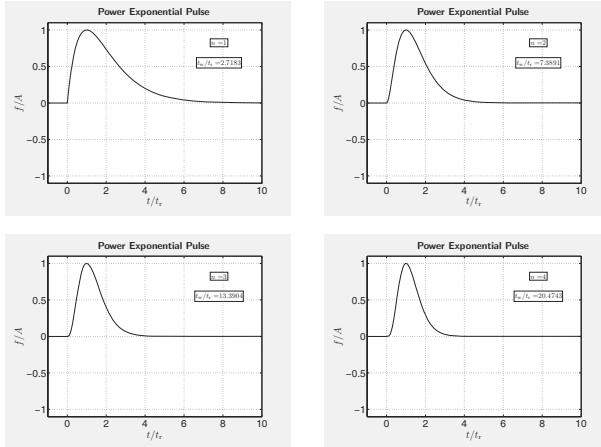 Power Exponential Pulse
n =1
t_w/t_r =2.7183
f/A
1
0.5
0
−0.5
−1
0 2 4 6 8 10
t/t_r
Power Exponential Pulse
n =2
t_w/t_r =7.3891
f/A
1
0.5
0
−0.5
−1
0 2 4 6 8 10
t/t_r
Power Exponential Pulse
n =3
t_w/t_r =13.3904
f/A
1
0.5
0
−0.5
−1
0 2 4 6 8 10
t/t_r
Power Exponential Pulse
n =4
t_w/t_r =20.4743
f/A
1
0.5
0
−0.5
−1
0 2 4 6 8 10
t/t_r